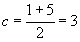 c = (1+5)/2 = 3